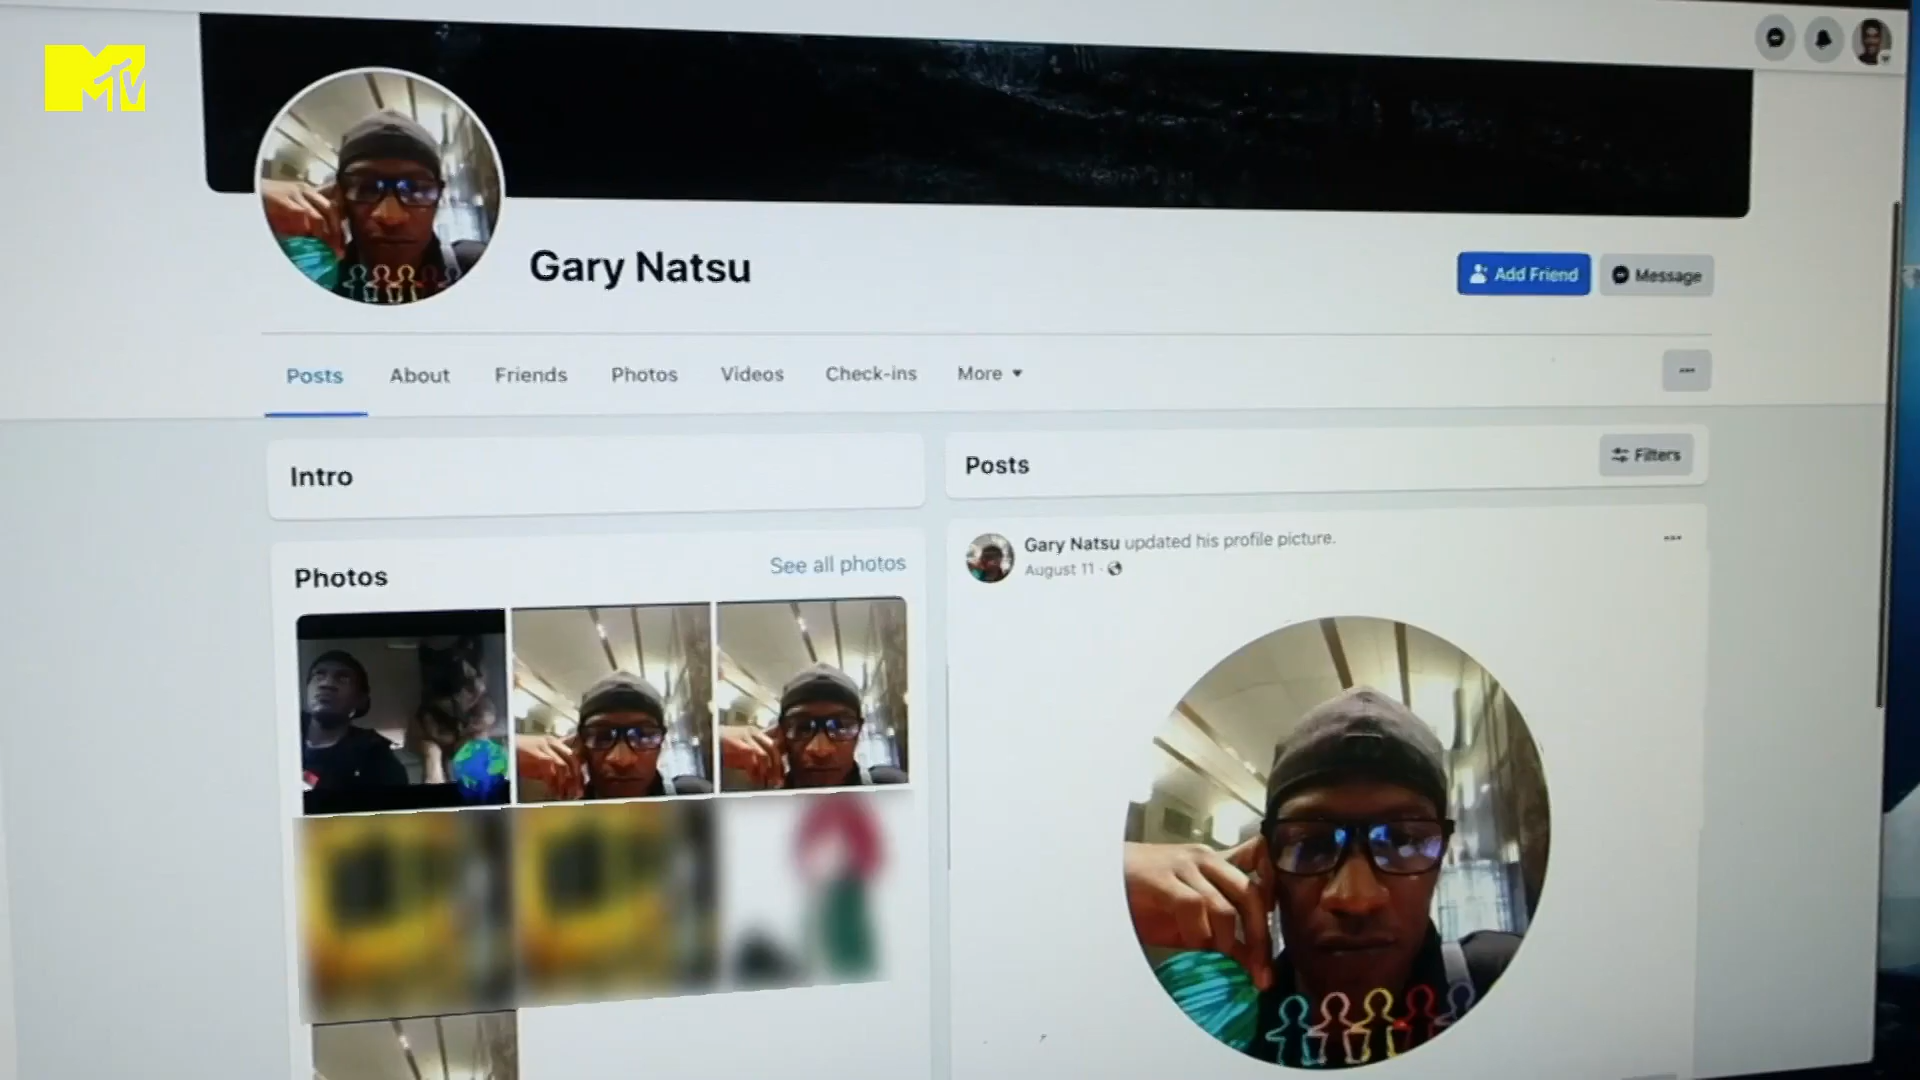 MTV
Gary Natsu
Add Friend
Message
Posts
About
Friends
Photos
Videos
Check-ins
More
Intro
Posts
Filters
Photos
See all photos
Gary Natsu updated his profile picture.
August 11 ·